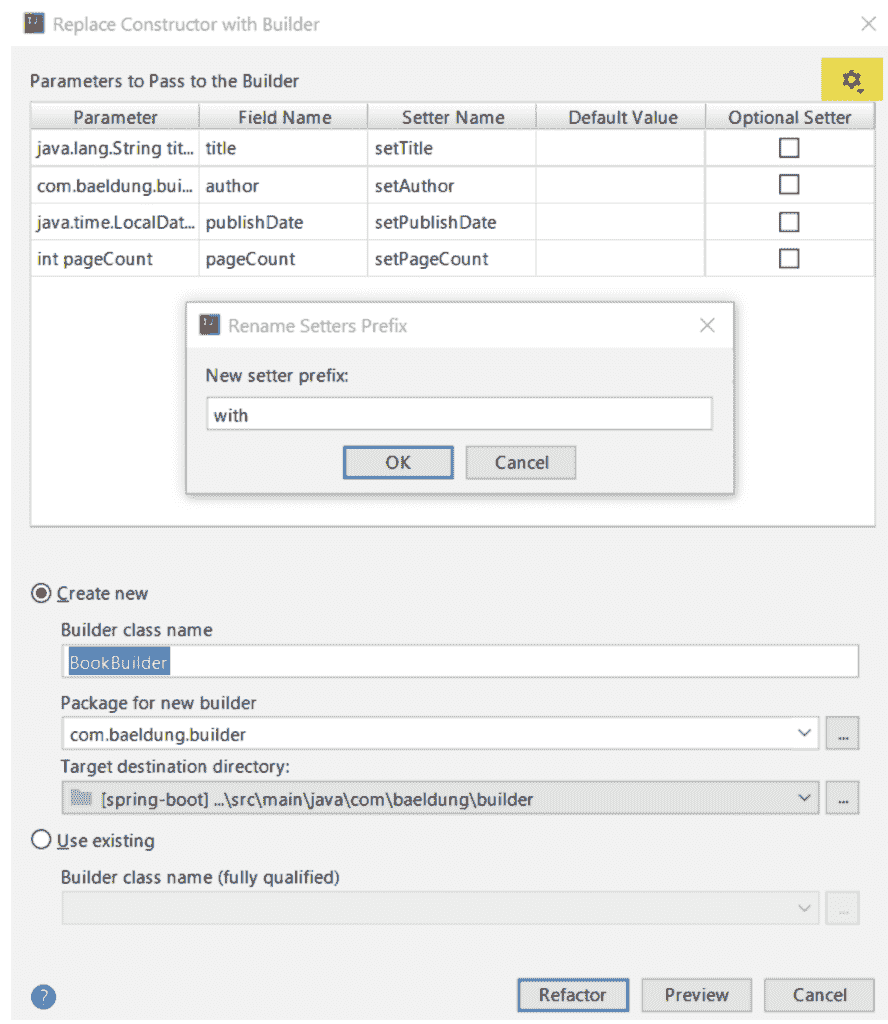 Replace Constructor with Builder
Parameters to Pass to the Builder
Parameter Field Name Setter Name Default Value Optional Setter
java.lang.String tit... title setTitle
com.baeldung.bui... author setAuthor
java.time.LocalDat... publishDate setPublishDate
int pageCount pageCount setPageCount
Rename Setters Prefix
New setter prefix:
with
OK Cancel
Create new
Builder class name
BookBuilder
Package for new builder
com.baeldung.builder ...
Target destination directory:
[spring-boot] ...\src\main\java\com\baeldung\builder ...
Use existing
Builder class name (fully qualified)
...
? Refactor Preview Cancel